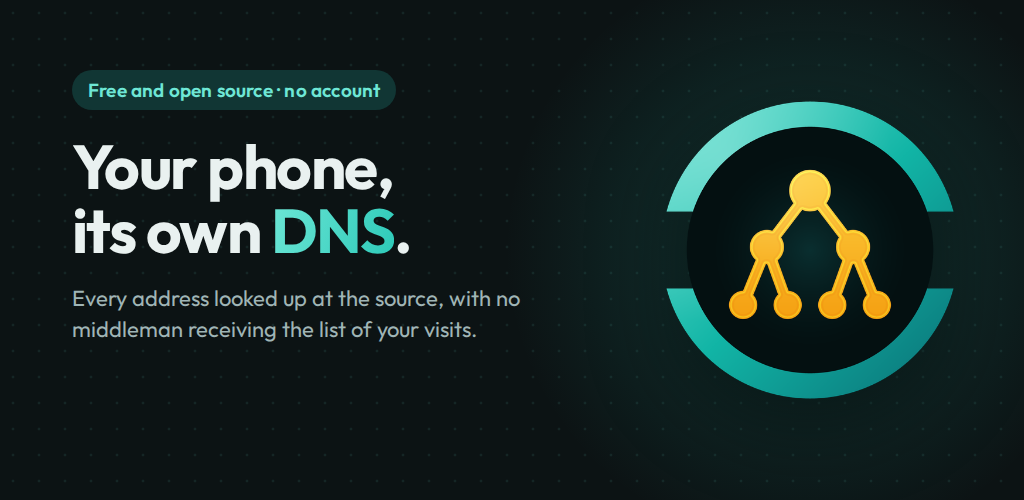 Free and open source · no account
Your phone,
its own DNS.
Every address looked up at the source, with no
middleman receiving the list of your visits.